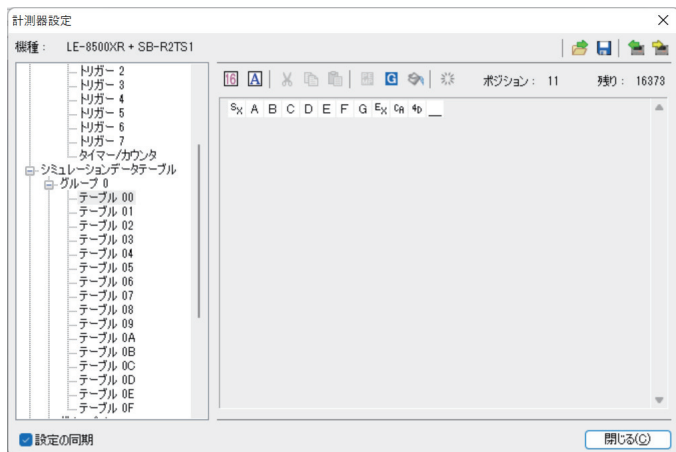 計測器設定
機種： LE-8500XR + SB-R2TS1
トリガー 2
トリガー 3
トリガー 4
トリガー 5
トリガー 6
トリガー 7
タイマー/カウンタ
シミュレーションデータテーブル
グループ 0
テーブル 00
テーブル 01
テーブル 02
テーブル 03
テーブル 04
テーブル 05
テーブル 06
テーブル 07
テーブル 08
テーブル 09
テーブル 0A
テーブル 0B
テーブル 0C
テーブル 0D
テーブル 0E
テーブル 0F
16 A G ポジション： 11 残り： 16373
SX A B C D E F G EX CA 4D
設定の同期
閉じる(C)